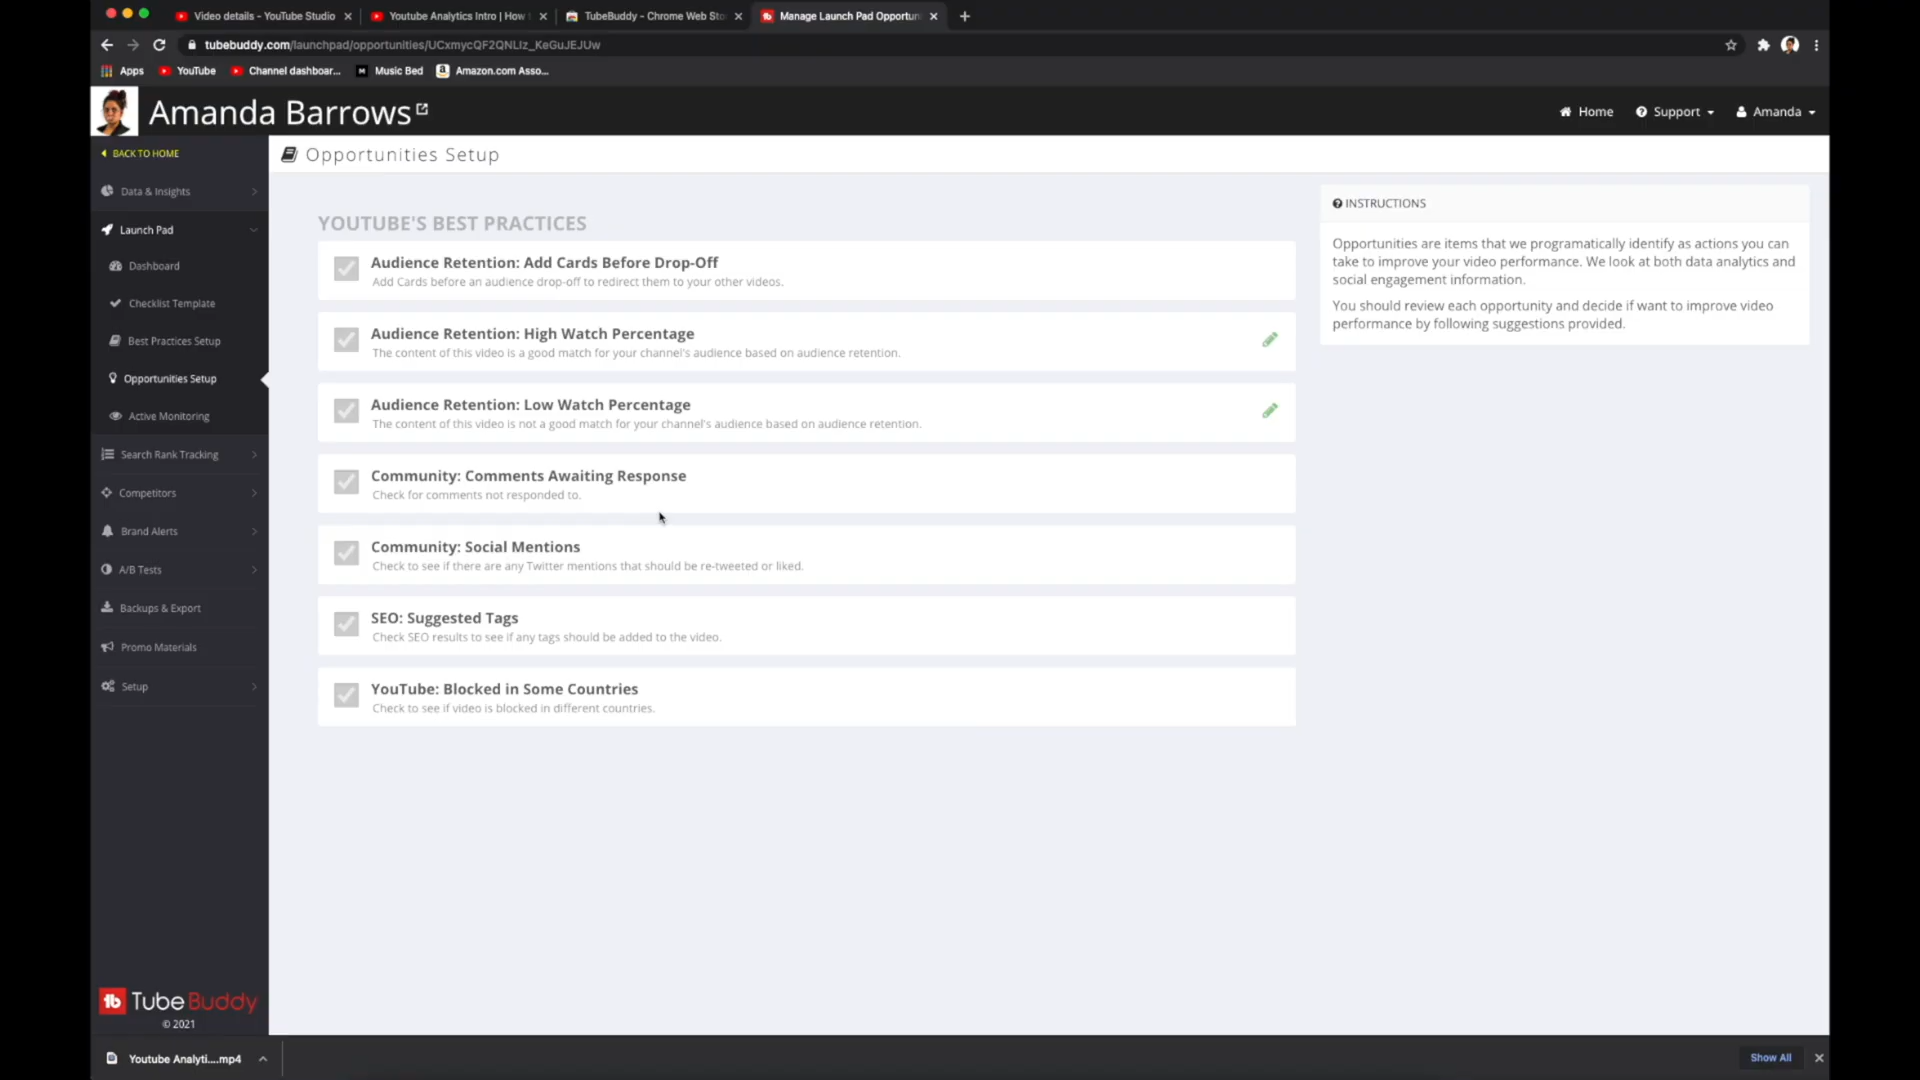 Video details - YouTube Studio
Youtube Analytics Intro | How
TubeBuddy - Chrome Web Sto
Manage Launch Pad Opportun
tubebuddy.com/launchpad/opportunities/UCxmycQF2QNLIz_KeGuJEJUw
Apps
YouTube
Channel dashboar...
Music Bed
Amazon.com Asso...
Amanda Barrows
Home
Support
Amanda
BACK TO HOME
Data & Insights
Launch Pad
Dashboard
Checklist Template
Best Practices Setup
Opportunities Setup
Active Monitoring
Search Rank Tracking
Competitors
Brand Alerts
A/B Tests
Backups & Export
Promo Materials
Setup
TubeBuddy
© 2021
Opportunities Setup
YOUTUBE'S BEST PRACTICES
Audience Retention: Add Cards Before Drop-Off
Add Cards before an audience drop-off to redirect them to your other videos.
Audience Retention: High Watch Percentage
The content of this video is a good match for your channel's audience based on audience retention.
Audience Retention: Low Watch Percentage
The content of this video is not a good match for your channel's audience based on audience retention.
Community: Comments Awaiting Response
Check for comments not responded to.
Community: Social Mentions
Check to see if there are any Twitter mentions that should be re-tweeted or liked.
SEO: Suggested Tags
Check SEO results to see if any tags should be added to the video.
YouTube: Blocked in Some Countries
Check to see if video is blocked in different countries.
INSTRUCTIONS
Opportunities are items that we programatically identify as actions you can
take to improve your video performance. We look at both data analytics and
social engagement information.
You should review each opportunity and decide if want to improve video
performance by following suggestions provided.
Youtube Analyti....mp4
Show All